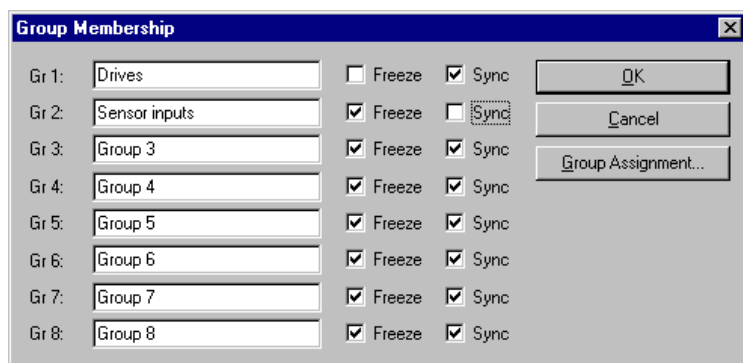 Group Membership
Gr 1: Drives Freeze Sync OK
Gr 2: Sensor inputs Freeze Sync Cancel
Gr 3: Group 3 Freeze Sync Group Assignment...
Gr 4: Group 4 Freeze Sync
Gr 5: Group 5 Freeze Sync
Gr 6: Group 6 Freeze Sync
Gr 7: Group 7 Freeze Sync
Gr 8: Group 8 Freeze Sync